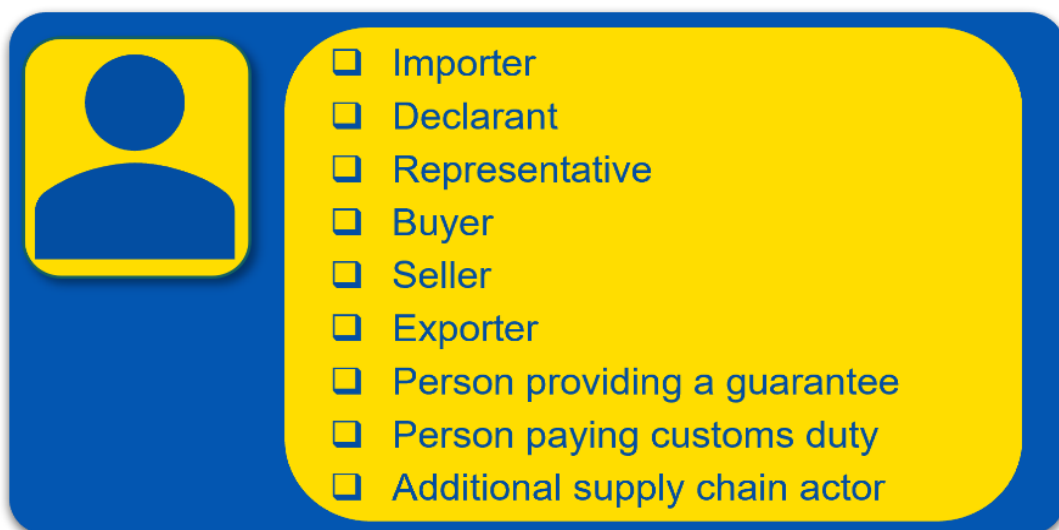 Importer
Declarant
Representative
Buyer
Seller
Exporter
Person providing a guarantee
Person paying customs duty
Additional supply chain actor